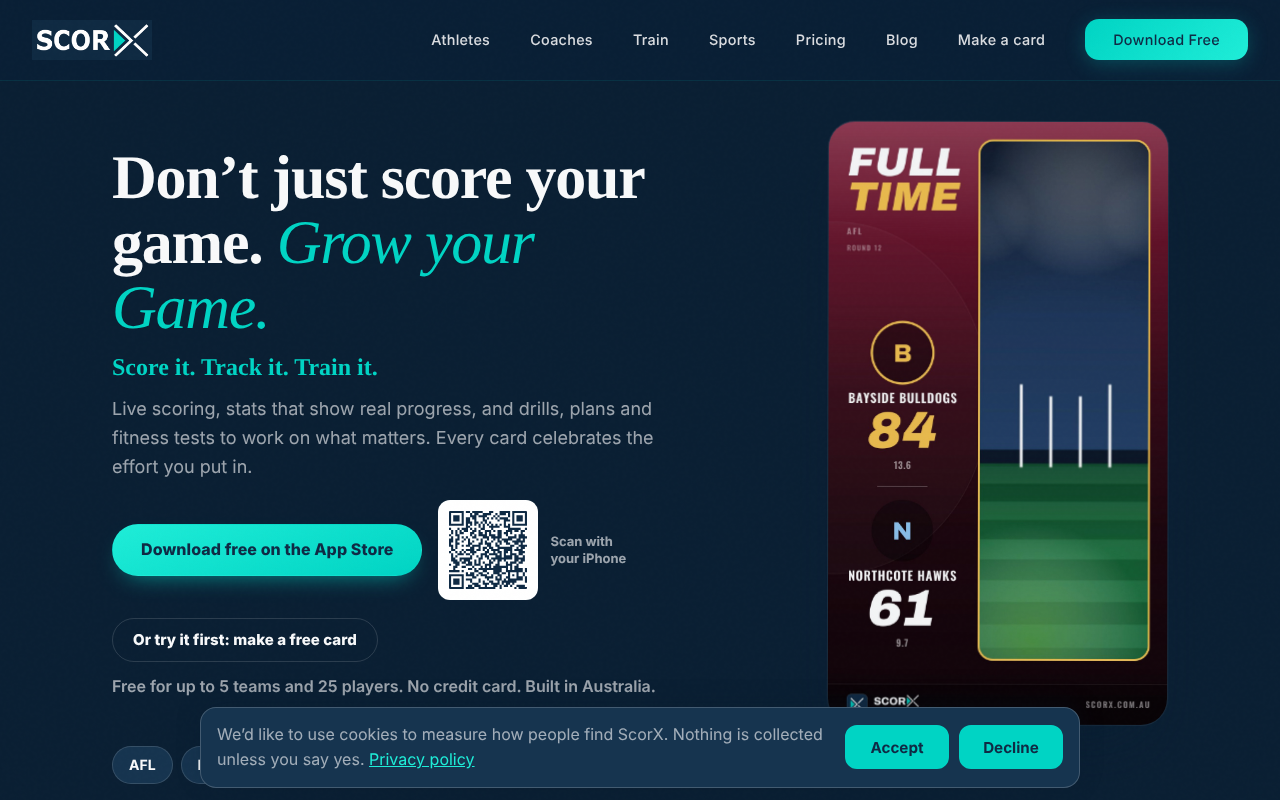 SCORX
Athletes
Coaches
Train
Sports
Pricing
Blog
Make a card
Download Free
Don’t just score your
game. Grow your
Game.
Score it. Track it. Train it.
Live scoring, stats that show real progress, and drills, plans and
fitness tests to work on what matters. Every card celebrates the
effort you put in.
Download free on the App Store
Scan with
your iPhone
Or try it first: make a free card
Free for up to 5 teams and 25 players. No credit card. Built in Australia.
AFL
FULL
TIME
AFL
ROUND 12
B
BAYSIDE BULLDOGS
84
13.6
N
NORTHCOTE HAWKS
61
9.7
SCORX
SCORX.COM.AU
We’d like to use cookies to measure how people find ScorX. Nothing is collected
unless you say yes. Privacy policy
Accept
Decline